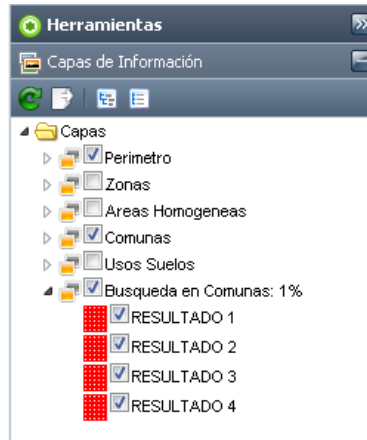 Herramientas
Capas de Información
Capas
Perimetro
Zonas
Areas Homogeneas
Comunas
Usos Suelos
Busqueda en Comunas: 1%
RESULTADO 1
RESULTADO 2
RESULTADO 3
RESULTADO 4